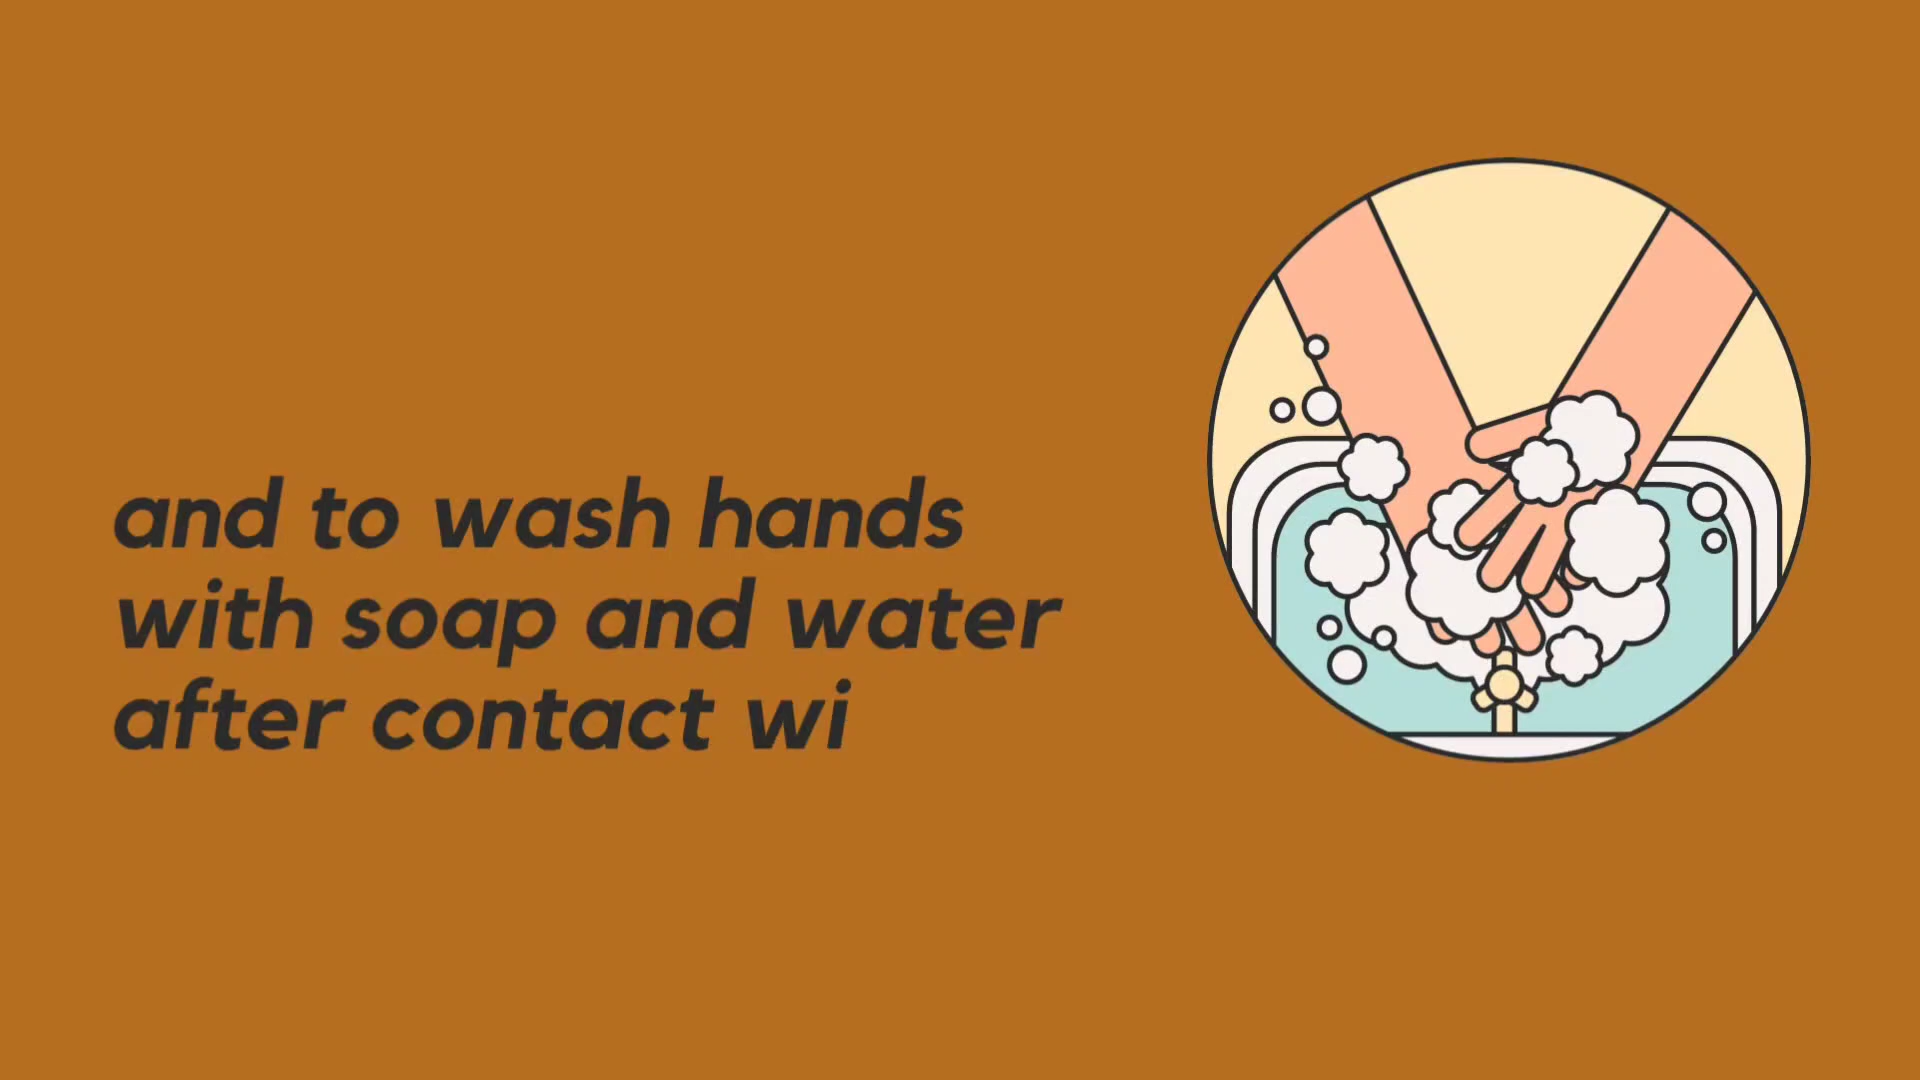 and to wash hands
with soap and water
after contact wi